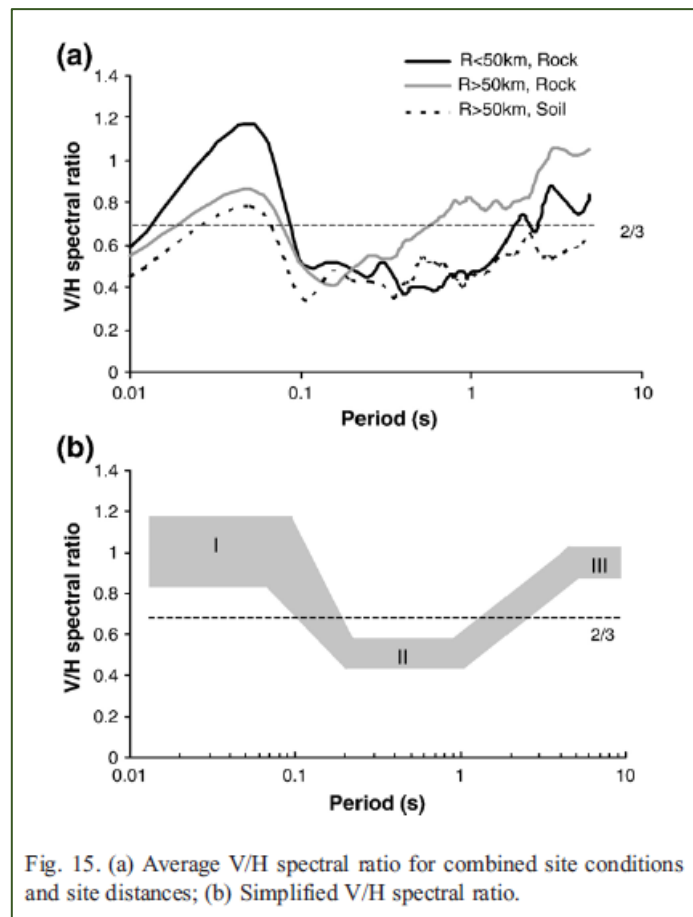 (a)
R<50km, Rock
R>50km, Rock
R>50km, Soil
1.4
1.2
1
0.8
0.6
0.4
0.2
0
V/H spectral ratio
2/3
0.01
0.1
1
10
Period (s)
(b)
1.4
1.2
1
0.8
0.6
0.4
0.2
0
V/H spectral ratio
I
II
III
2/3
0.01
0.1
1
10
Period (s)
Fig. 15. (a) Average V/H spectral ratio for combined site conditions
and site distances; (b) Simplified V/H spectral ratio.